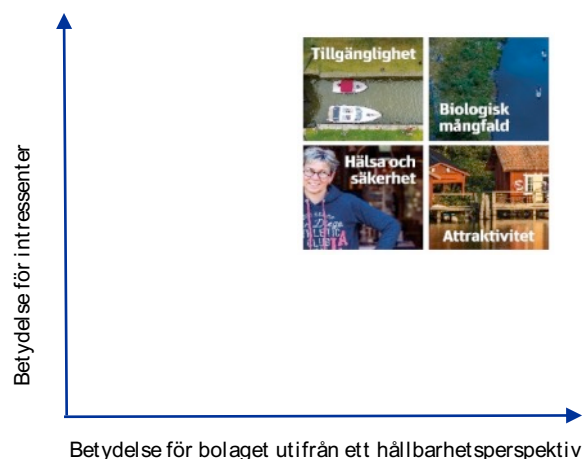 Betydelse för intressenter
Tillgänglighet
Biologisk
mångfald
Hälsa och
säkerhet
Attraktivitet
Betydelse för bolaget utifrån ett hållbarhetsperspektiv